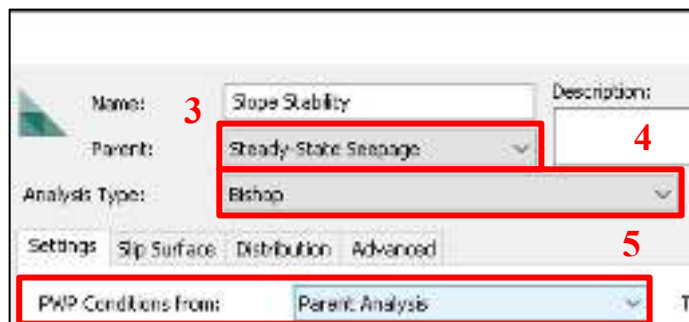 Name: 3 Slope Stability Description:
Parent: Steady-State Seepage 4
Analysis Type: Bishop
Settings Slip Surface Distribution Advanced 5
PWP Conditions from: Parent Analysis T